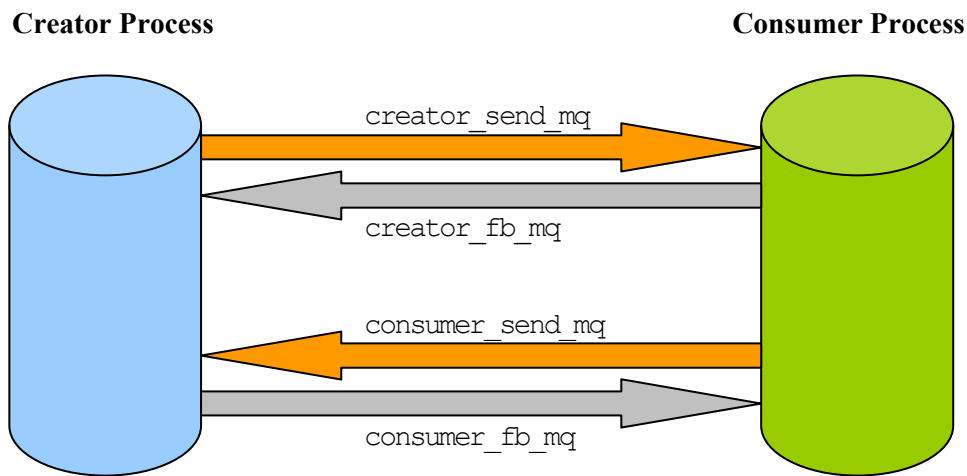 Creator Process
Consumer Process
creator_send_mq
creator_fb_mq
consumer_send_mq
consumer_fb_mq